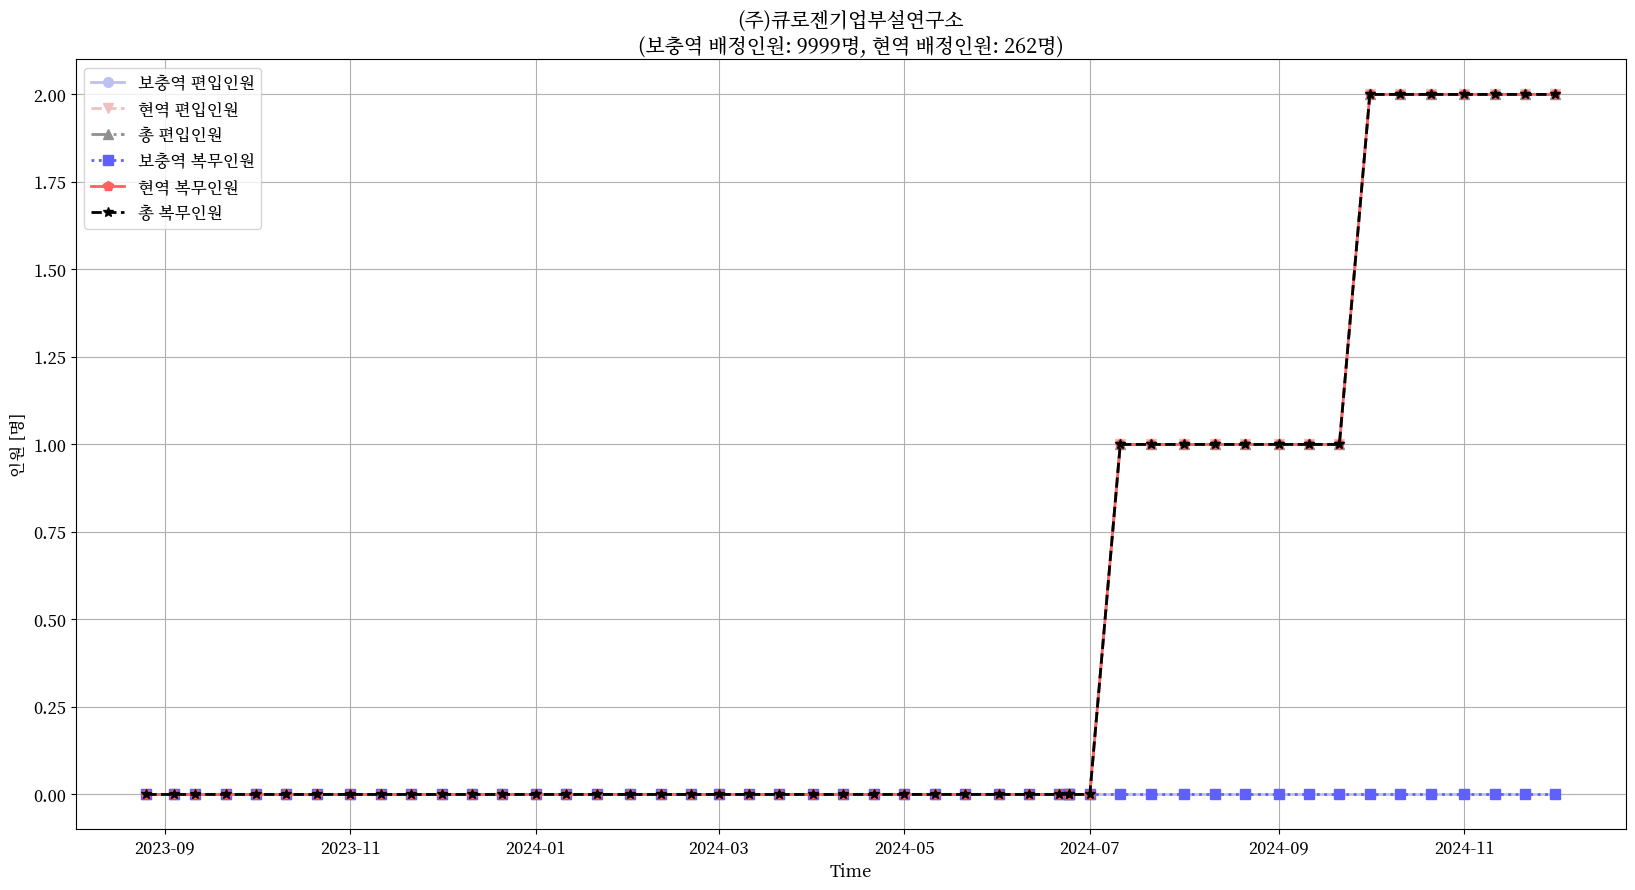 (주)큐로젠기업부설연구소
(보충역 배정인원: 9999명, 현역 배정인원: 262명)
보충역 편입인원
현역 편입인원
총 편입인원
보충역 복무인원
현역 복무인원
총 복무인원
2.00
1.75
1.50
1.25
1.00
0.75
0.50
0.25
0.00
인원 [명]
2023-09 2023-11 2024-01 2024-03 2024-05 2024-07 2024-09 2024-11
Time